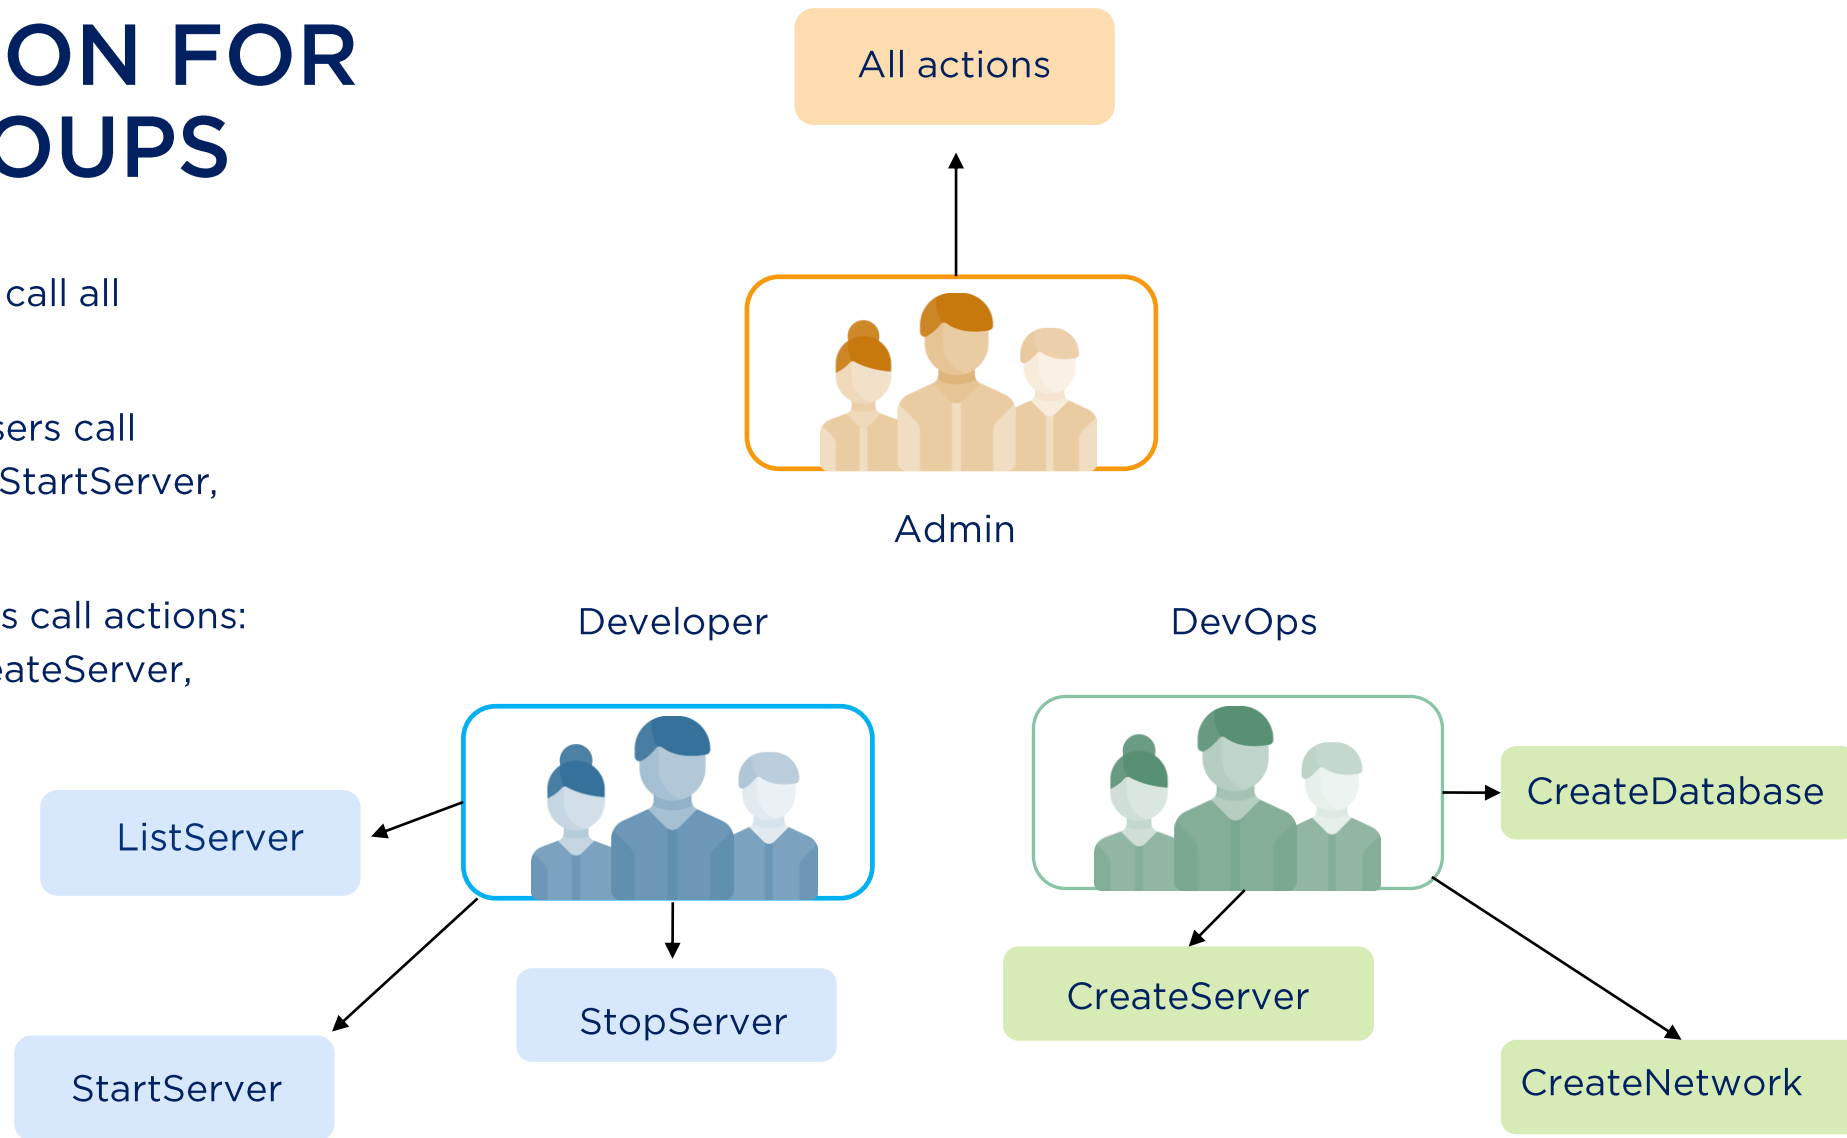 ON FOR
OUPS
call all
sers call
StartServer,
s call actions:
eateServer,
All actions
Admin
Developer
DevOps
ListServer
StartServer
StopServer
CreateDatabase
CreateServer
CreateNetwork